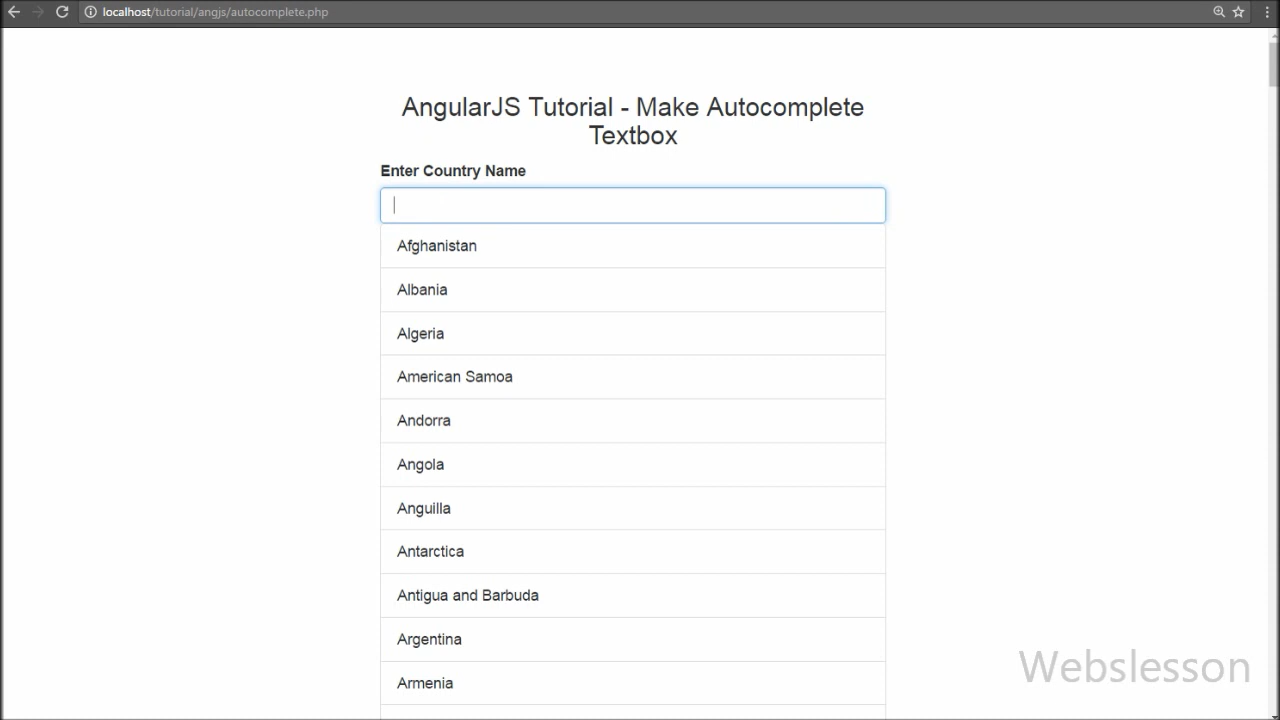 localhost/tutorial/angjs/autocomplete.php
AngularJS Tutorial - Make Autocomplete
Textbox
Enter Country Name
Afghanistan
Albania
Algeria
American Samoa
Andorra
Angola
Anguilla
Antarctica
Antigua and Barbuda
Argentina
Armenia
Webslesson